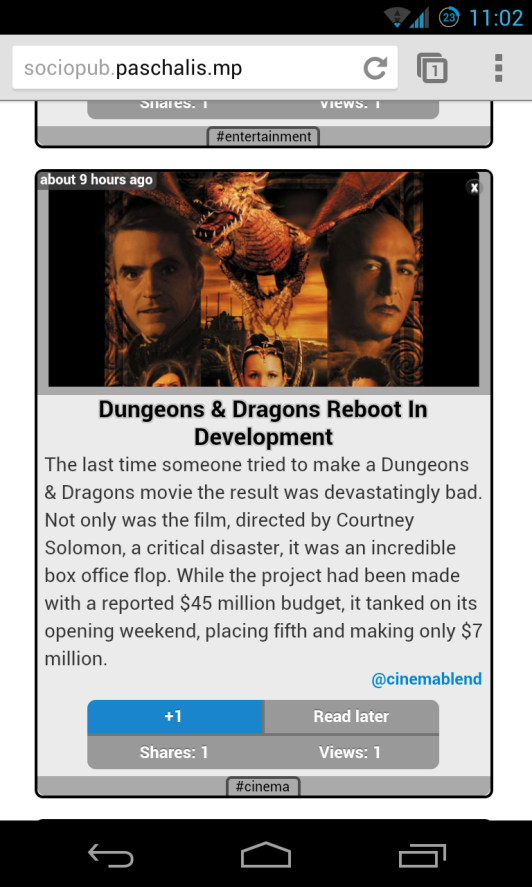 23 11:02
sociopub.paschalis.mp
1
Shares: 1 Views: 1
#entertainment
about 9 hours ago
x
Dungeons & Dragons Reboot In
Development
The last time someone tried to make a Dungeons
& Dragons movie the result was devastatingly bad.
Not only was the film, directed by Courtney
Solomon, a critical disaster, it was an incredible
box office flop. While the project had been made
with a reported $45 million budget, it tanked on its
opening weekend, placing fifth and making only $7
million.
@cinemablend
+1 Read later
Shares: 1 Views: 1
#cinema